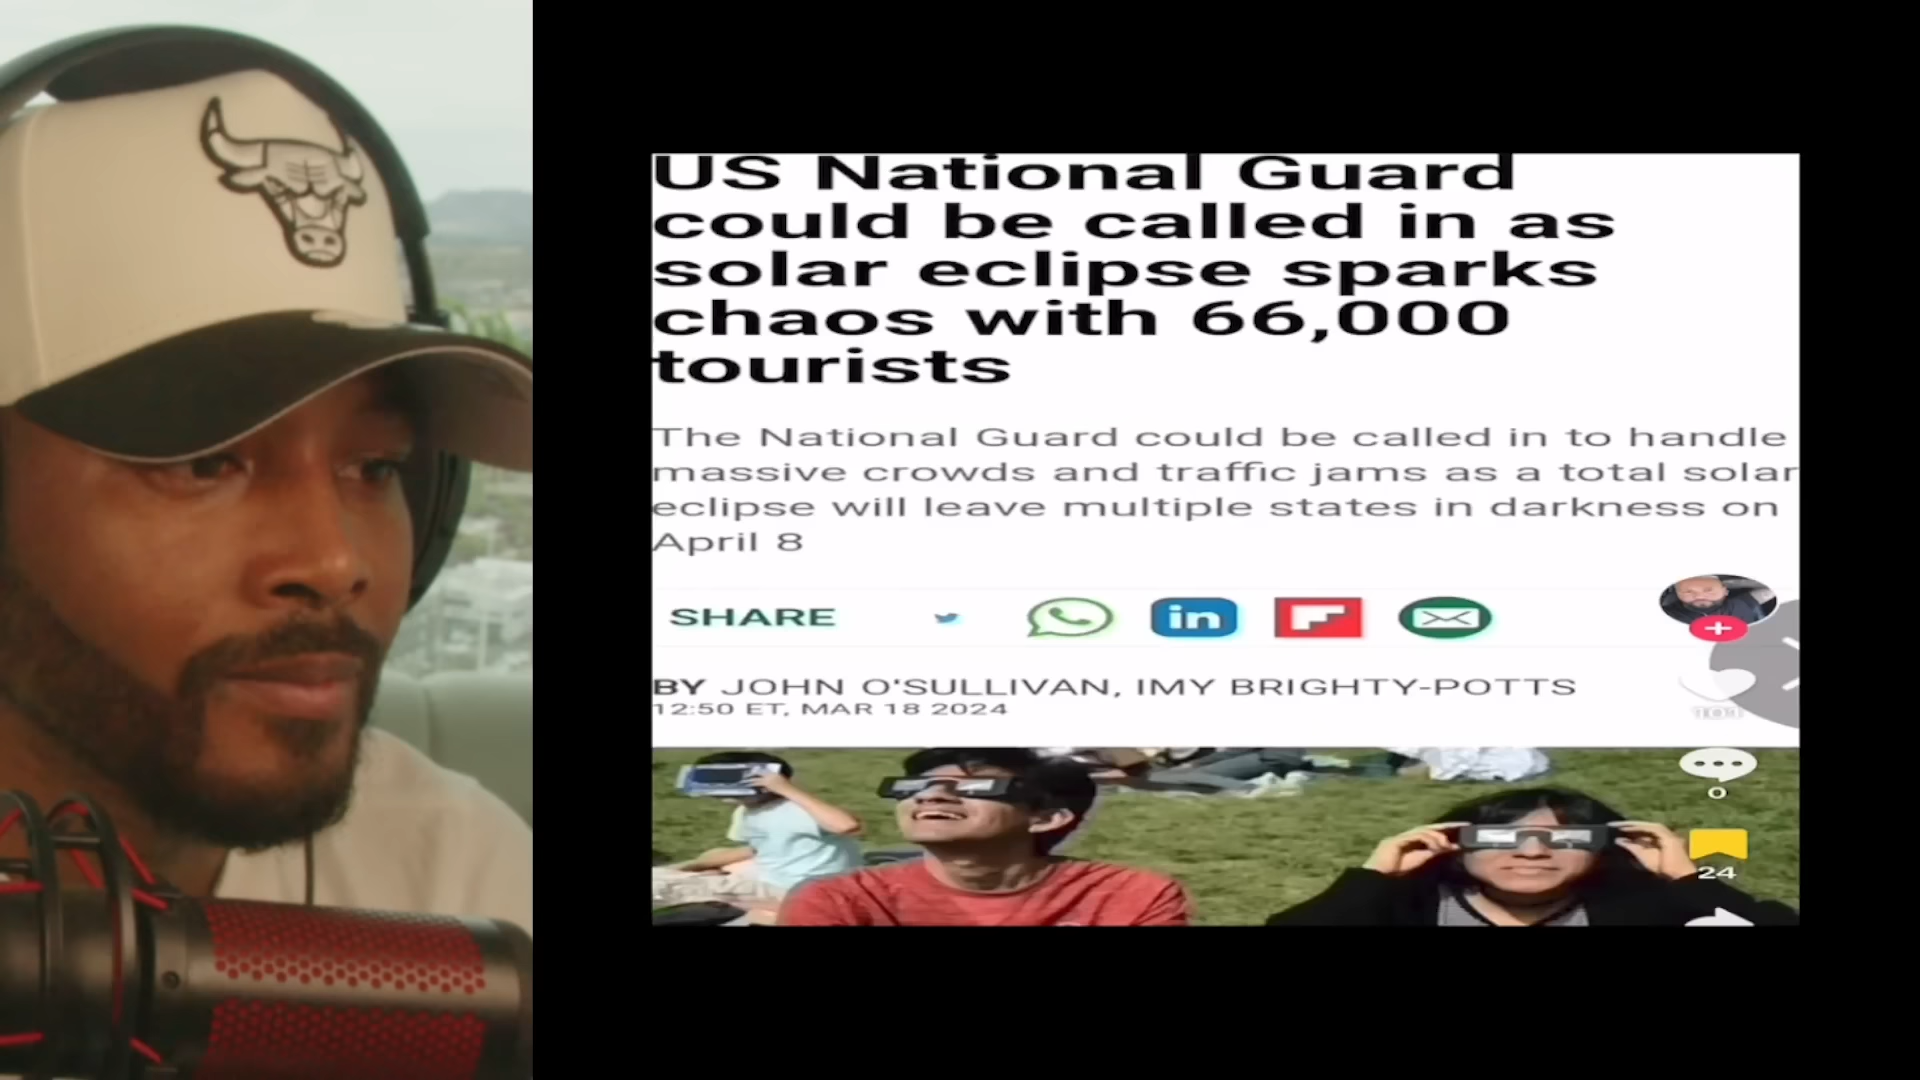 US National Guard
could be called in as
solar eclipse sparks
chaos with 66,000
tourists
The National Guard could be called in to handle
massive crowds and traffic jams as a total solar
eclipse will leave multiple states in darkness on
April 8
SHARE
in
BY JOHN O'SULLIVAN, IMY BRIGHTY-POTTS
12:50 ET, MAR 18 2024
101
0
24